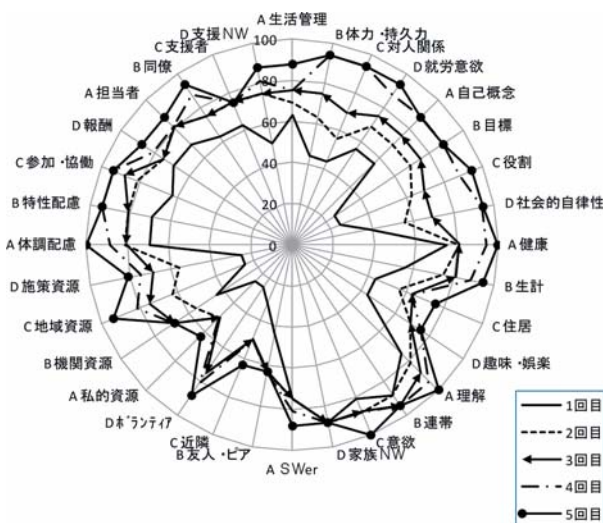 A 生活管理
B 体力・持久力
C 対人関係
D 就労意欲
A 自己概念
B 目標
C 役割
D 社会的自律性
A 健康
B 生計
C 住居
D 趣味・娯楽
A 理解
B 連帯
C 意欲
D 家族NW
A SWer
B 友人・ピア
C 近隣
D ボランティア
A 私的資源
B 機関資源
C 地域資源
D 施策資源
A 体調配慮
B 特性配慮
C 参加・協働
D 報酬
A 担当者
B 同僚
C 支援者
D 支援NW
100
80
60
40
20
0
1回目
2回目
3回目
4回目
5回目